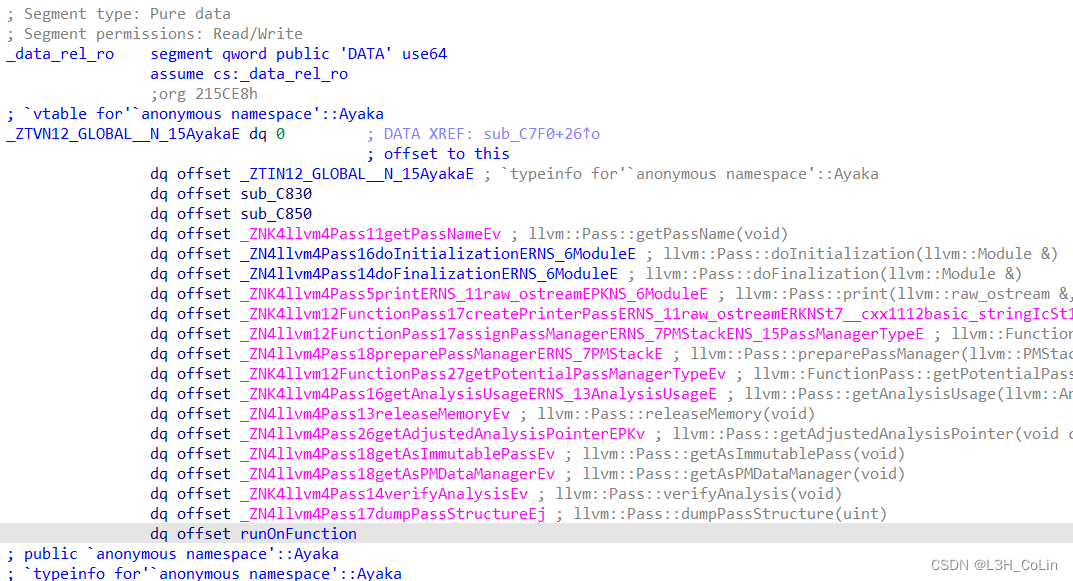 ; Segment type: Pure data
; Segment permissions: Read/Write
_data_rel_ro segment qword public 'DATA' use64
assume cs:_data_rel_ro
;org 215CE8h
; `vtable for'`anonymous namespace'::Ayaka
_ZTVN12_GLOBAL__N_15AyakaE dq 0 ; DATA XREF: sub_C7F0+26↑o
; offset to this
dq offset _ZTIN12_GLOBAL__N_15AyakaE ; `typeinfo for'`anonymous namespace'::Ayaka
dq offset sub_C830
dq offset sub_C850
dq offset _ZNK4llvm4Pass11getPassNameEv ; llvm::Pass::getPassName(void)
dq offset _ZN4llvm4Pass16doInitializationERNS_6ModuleE ; llvm::Pass::doInitialization(llvm::Module &)
dq offset _ZN4llvm4Pass14doFinalizationERNS_6ModuleE ; llvm::Pass::doFinalization(llvm::Module &)
dq offset _ZNK4llvm4Pass5printERNS_11raw_ostreamEPKNS_6ModuleE ; llvm::Pass::print(llvm::raw_ostream &,
dq offset _ZNK4llvm12FunctionPass17createPrinterPassERNS_11raw_ostreamERKNSt7__cxx1112basic_stringIcSt1
dq offset _ZN4llvm12FunctionPass17assignPassManagerERNS_7PMStackENS_15PassManagerTypeE ; llvm::Function
dq offset _ZN4llvm4Pass18preparePassManagerERNS_7PMStackE ; llvm::Pass::preparePassManager(llvm::PMStac
dq offset _ZNK4llvm12FunctionPass27getPotentialPassManagerTypeEv ; llvm::FunctionPass::getPotentialPass
dq offset _ZNK4llvm4Pass16getAnalysisUsageERNS_13AnalysisUsageE ; llvm::Pass::getAnalysisUsage(llvm::An
dq offset _ZN4llvm4Pass13releaseMemoryEv ; llvm::Pass::releaseMemory(void)
dq offset _ZN4llvm4Pass26getAdjustedAnalysisPointerEPKv ; llvm::Pass::getAdjustedAnalysisPointer(void c
dq offset _ZN4llvm4Pass18getAsImmutablePassEv ; llvm::Pass::getAsImmutablePass(void)
dq offset _ZN4llvm4Pass18getAsPMDataManagerEv ; llvm::Pass::getAsPMDataManager(void)
dq offset _ZNK4llvm4Pass14verifyAnalysisEv ; llvm::Pass::verifyAnalysis(void)
dq offset _ZN4llvm4Pass17dumpPassStructureEj ; llvm::Pass::dumpPassStructure(uint)
dq offset runOnFunction
; public `anonymous namespace'::Ayaka
; `typeinfo for'`anonymous namespace'::Ayaka
CSDN @L3H_CoLin